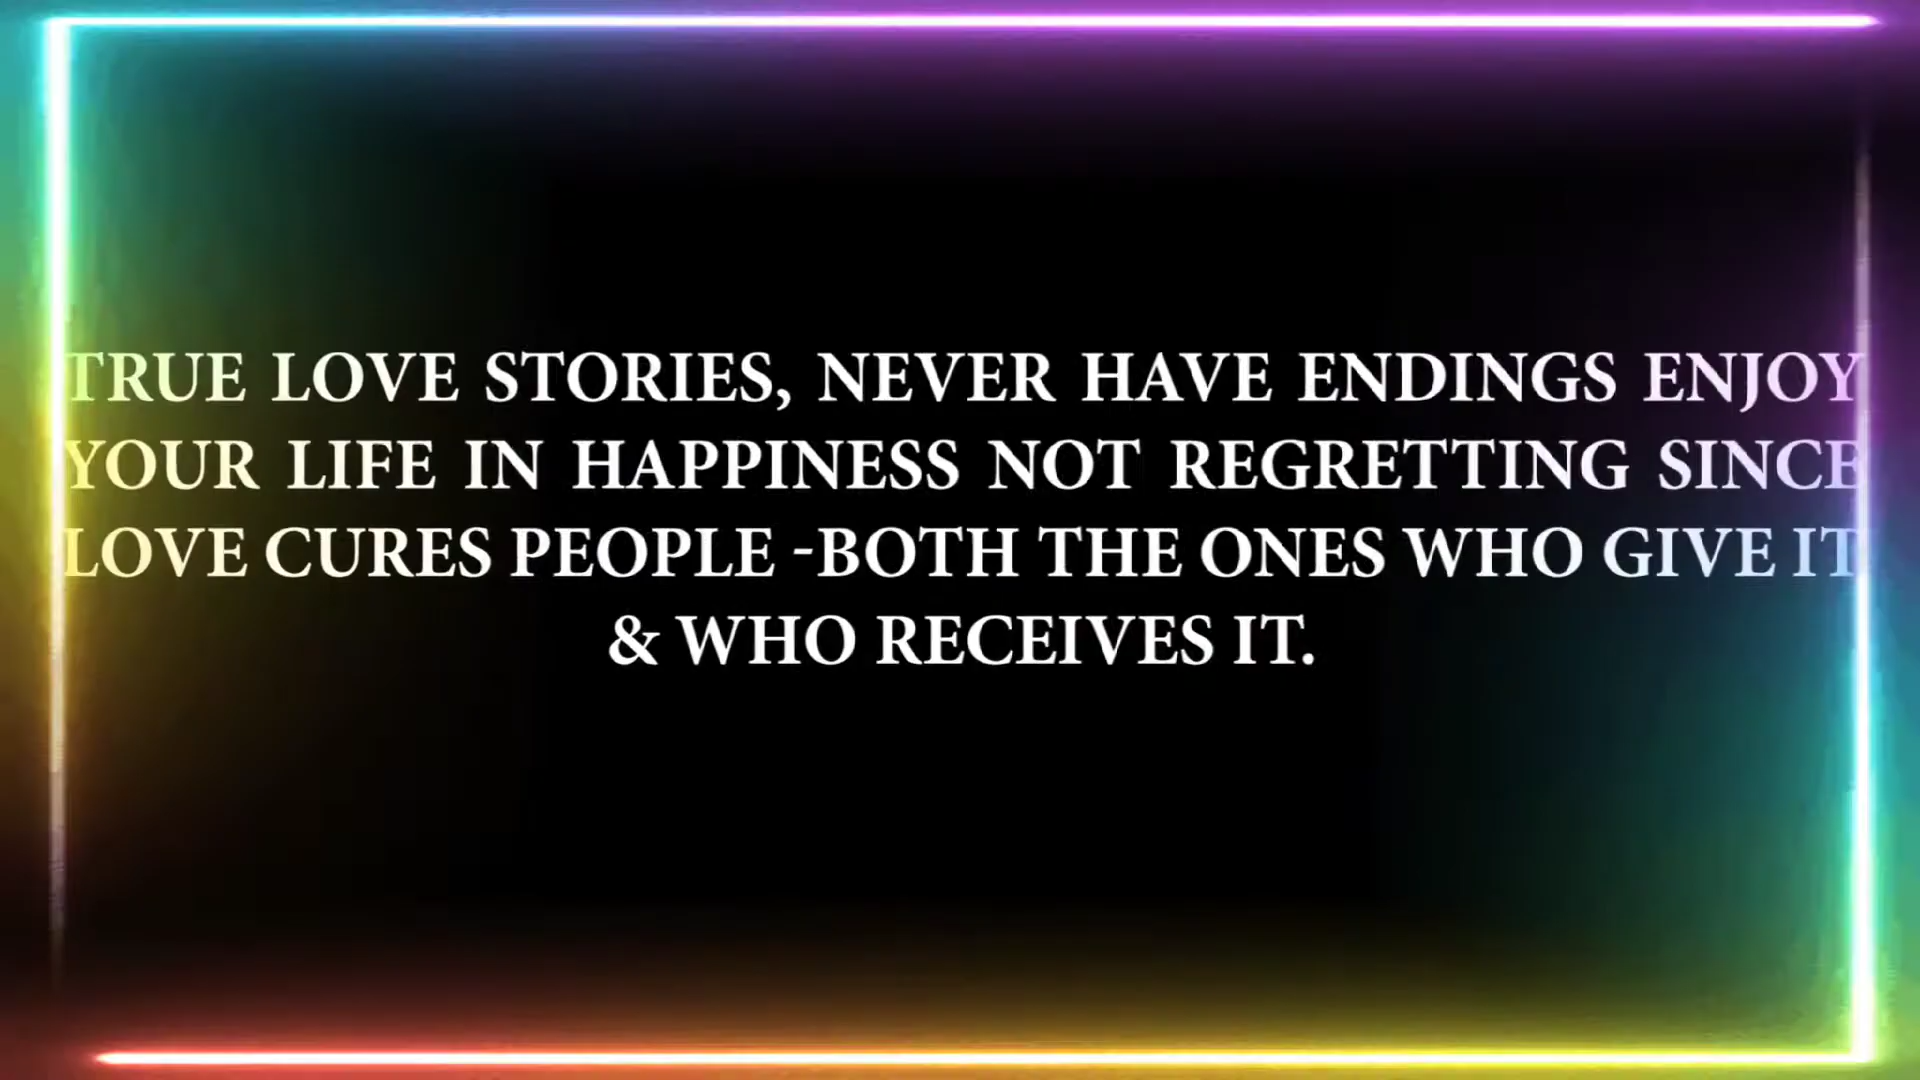 TRUE LOVE STORIES, NEVER HAVE ENDINGS ENJOY
YOUR LIFE IN HAPPINESS NOT REGRETTING SINCE
LOVE CURES PEOPLE -BOTH THE ONES WHO GIVE IT
& WHO RECEIVES IT.